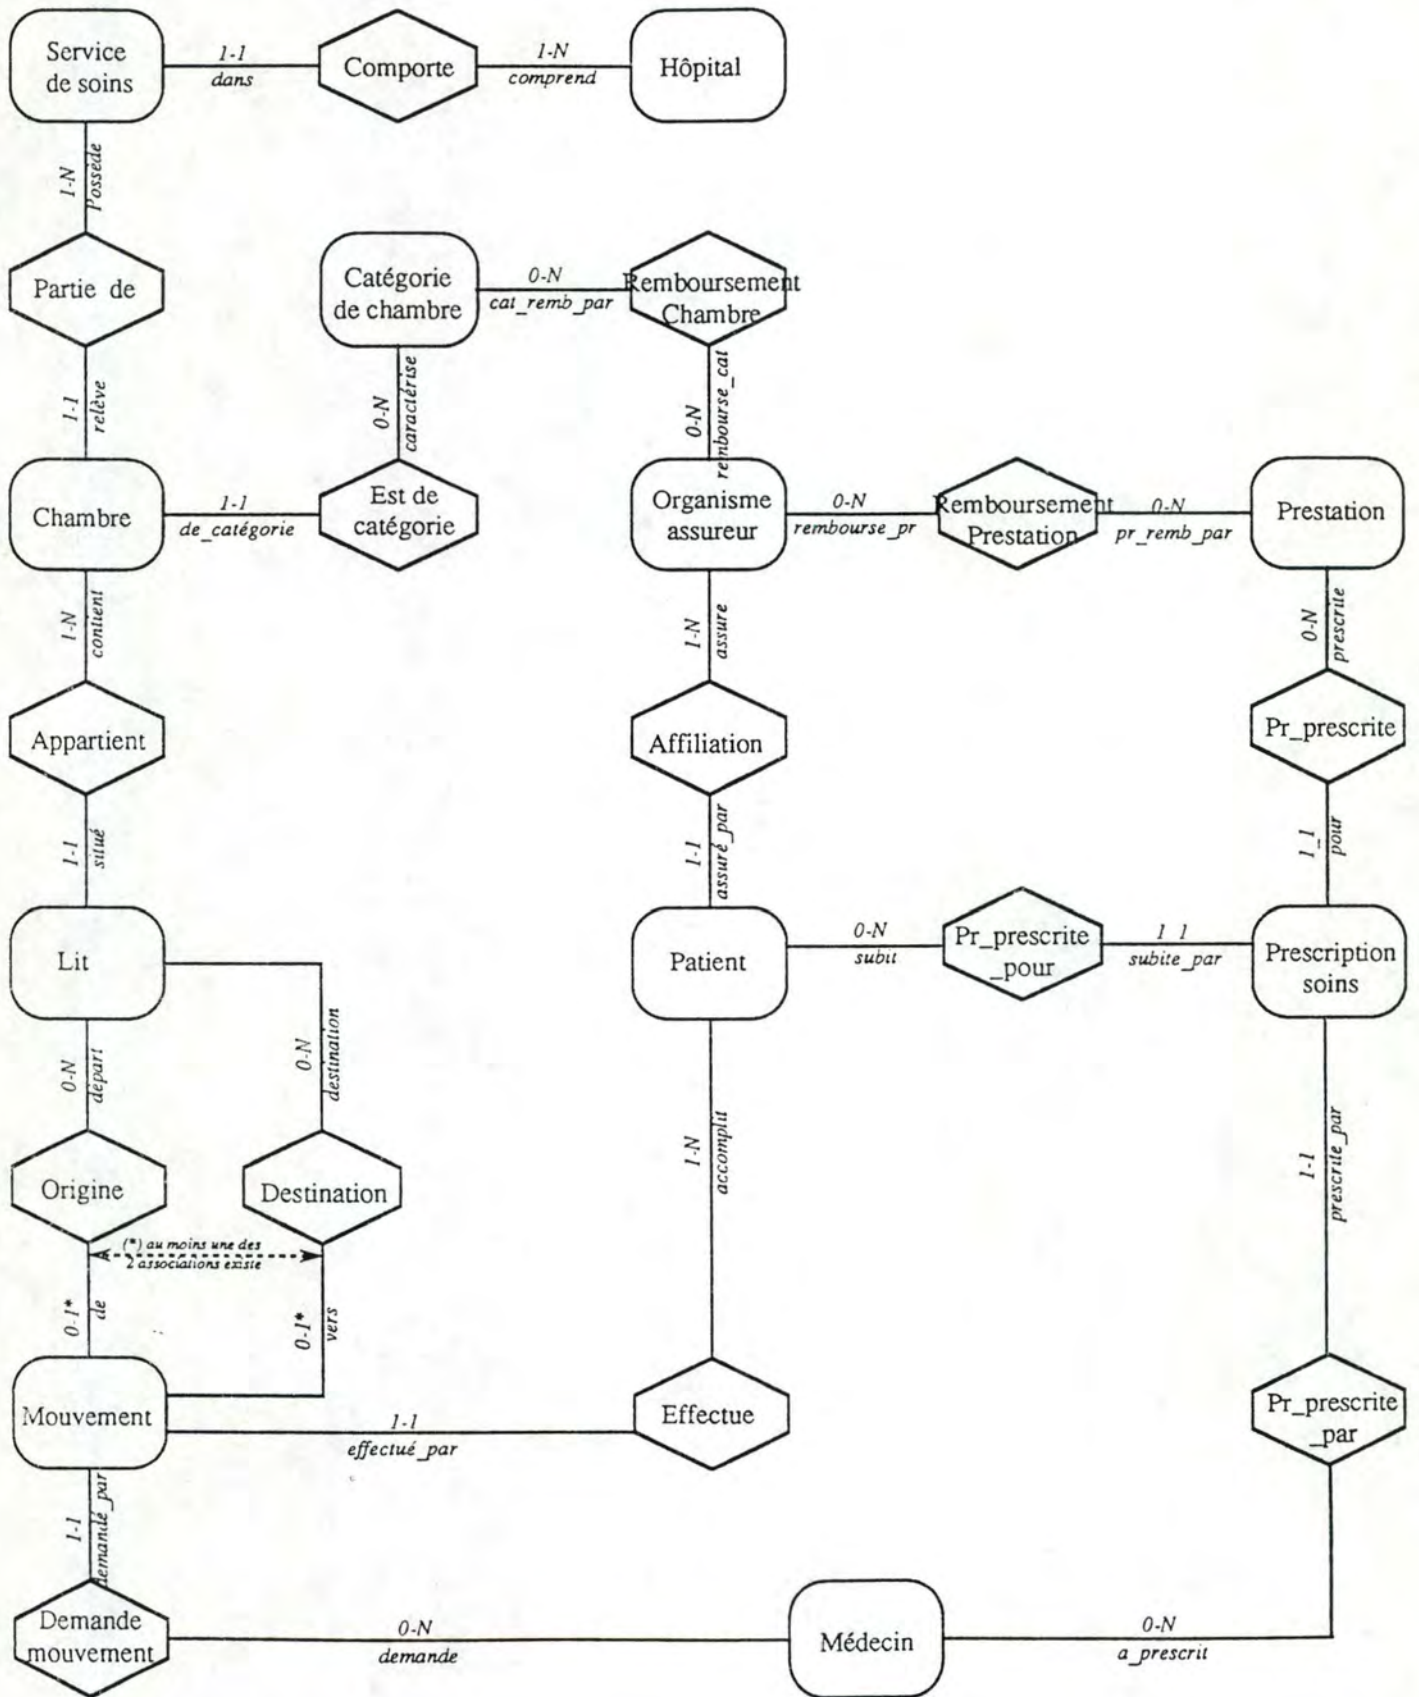 Service
de soins
1-1
dans
Comporte
1-N
comprend
Hôpital
1-N
Possède
Partie de
1-1
relève
Catégorie
de chambre
0-N
cat_remb_par
Remboursement
Chambre
0-N
caractérise
0-N
rembourse_cat
Chambre
1-1
de_catégorie
Est de
catégorie
Organisme
assureur
0-N
rembourse_pr
Remboursement
Prestation
0-N
pr_remb_par
Prestation
1-N
contient
1-N
assure
0-N
prescrite
Appartient
Affiliation
Pr_prescrite
1-1
situé
1-1
assuré_par
1_1
pour
Lit
Patient
0-N
subit
Pr_prescrite
_pour
1 1
subite_par
Prescription
soins
0-N
départ
0-N
destination
1-N
accomplit
1-1
prescrite_par
Origine
Destination
(*) au moins une des
2 associations existe
0-1*
de
0-1*
vers
Mouvement
1-1
effectué_par
Effectue
Pr_prescrite
_par
1-1
demandé_par
Demande
mouvement
0-N
demande
Médecin
0-N
a_prescrit